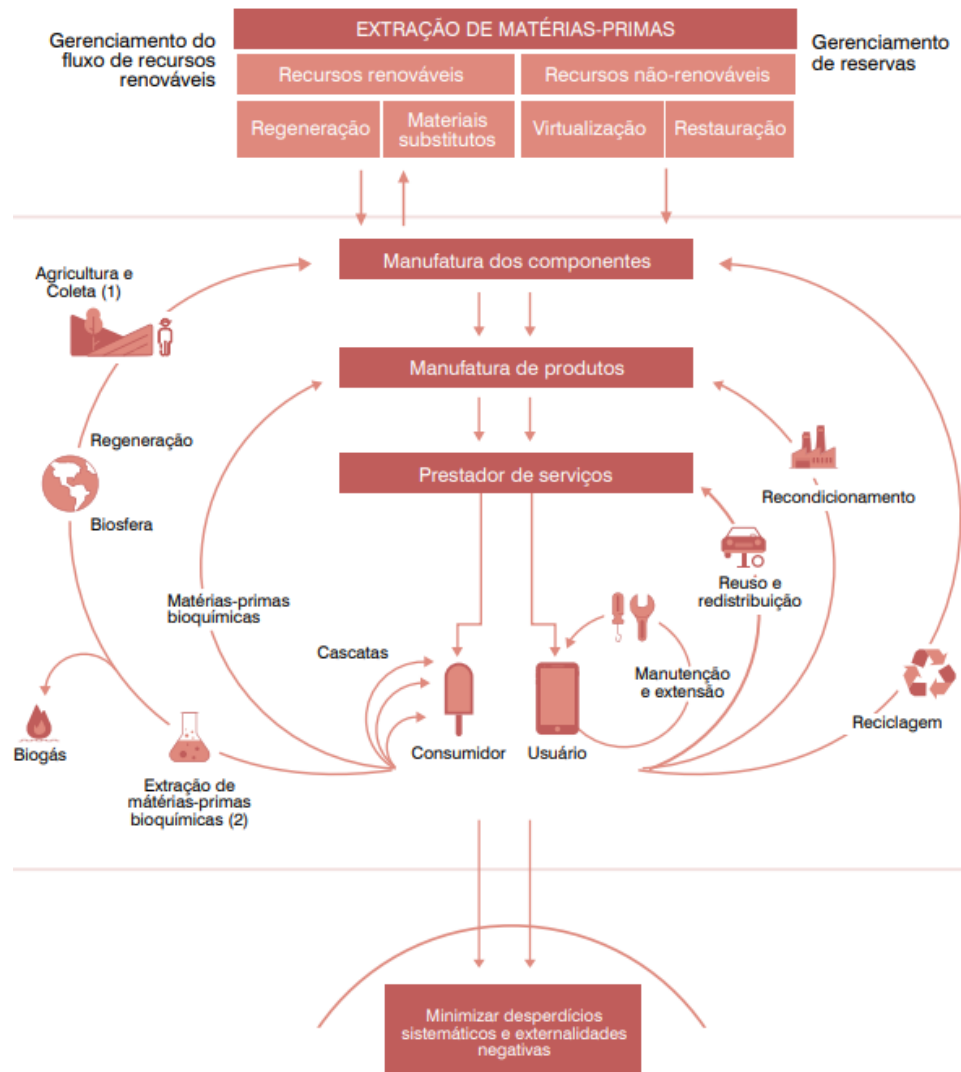 EXTRAÇÃO DE MATÉRIAS-PRIMAS
Gerenciamento do
fluxo de recursos
renováveis
Gerenciamento
de reservas
Recursos renováveis
Recursos não-renováveis
Regeneração
Materiais
substitutos
Virtualização
Restauração
Manufatura dos componentes
Agricultura e
Coleta (1)
Manufatura de produtos
Regeneração
Prestador de serviços
Recondicionamento
Biosfera
Reuso e
redistribuição
Matérias-primas
bioquímicas
Cascatas
Manutenção
e extensão
Reciclagem
Biogás
Consumidor
Usuário
Extração de
mátérias-primas
bioquímicas (2)
Minimizar desperdícios
sistemáticos e externalidades
negativas